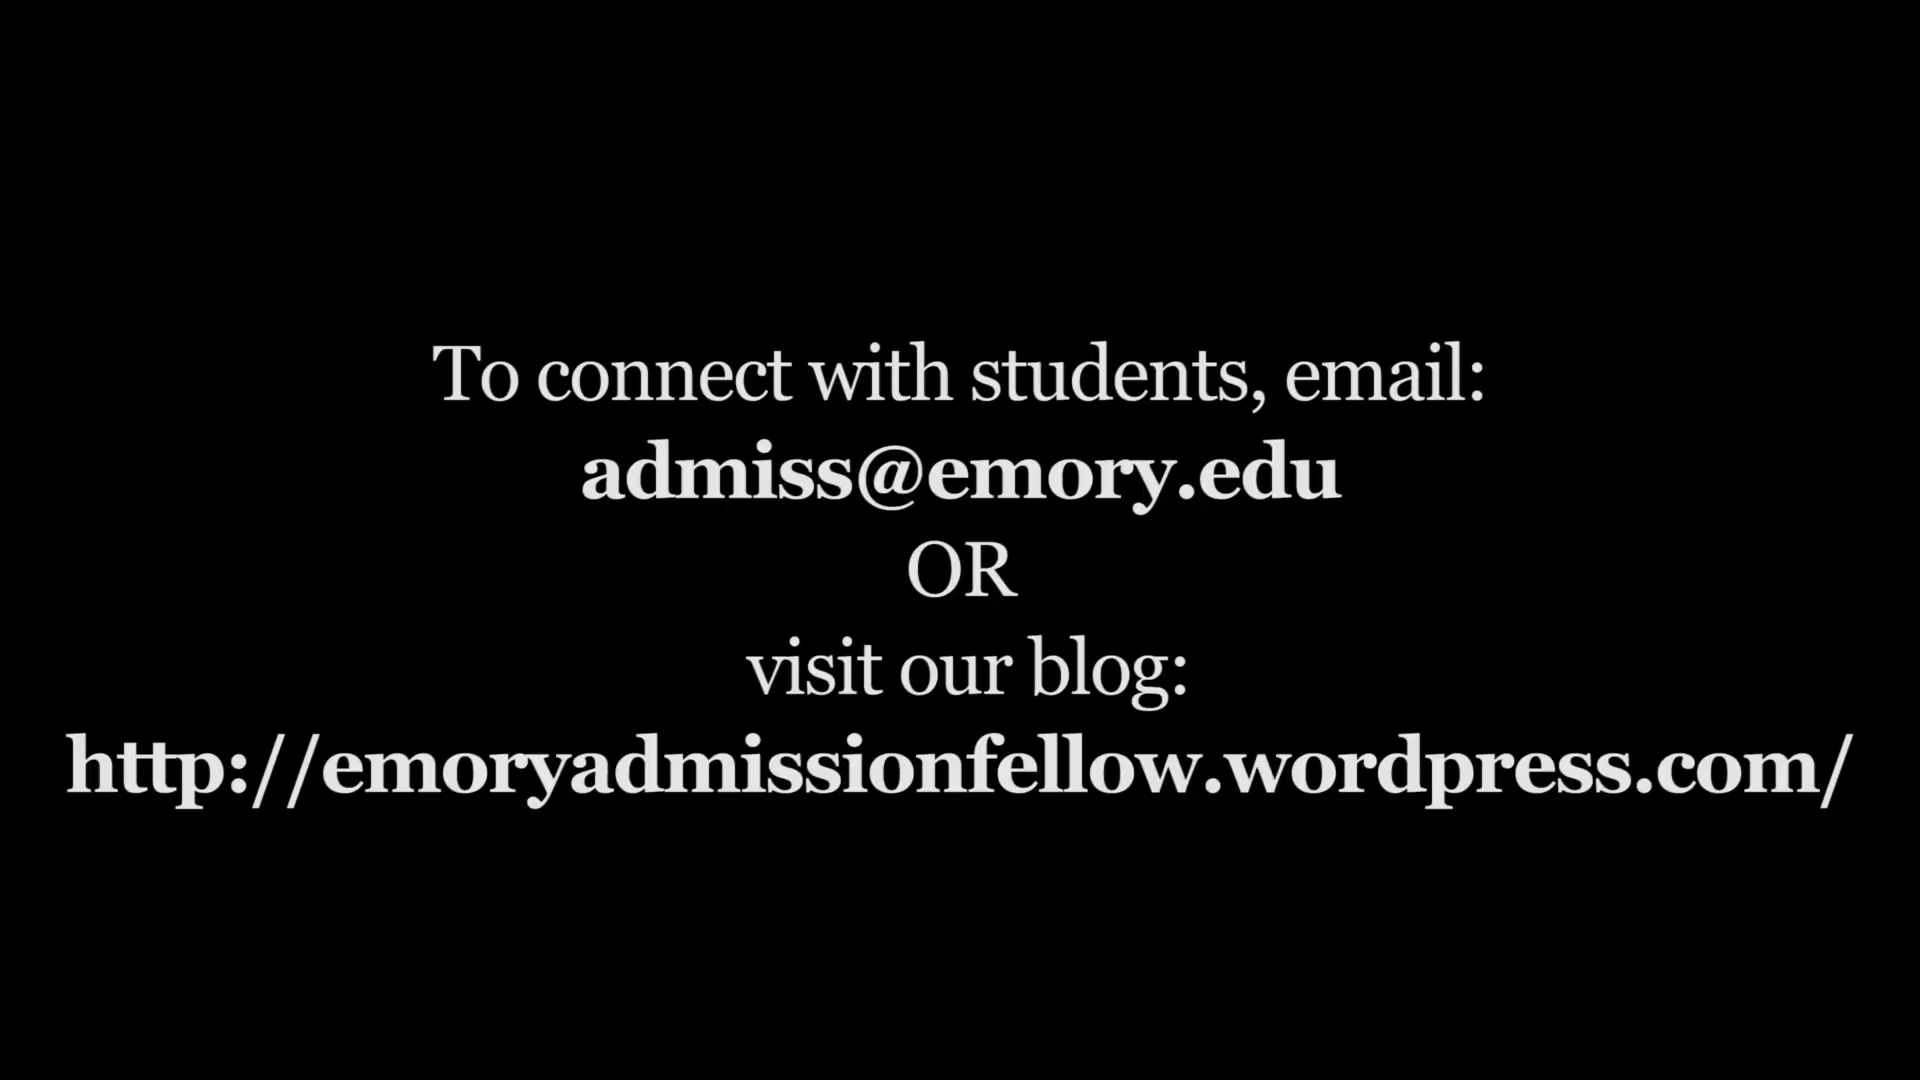 To connect with students, email:
admiss@emory.edu
OR
visit our blog:
http://emoryadmissionfellow.wordpress.com/